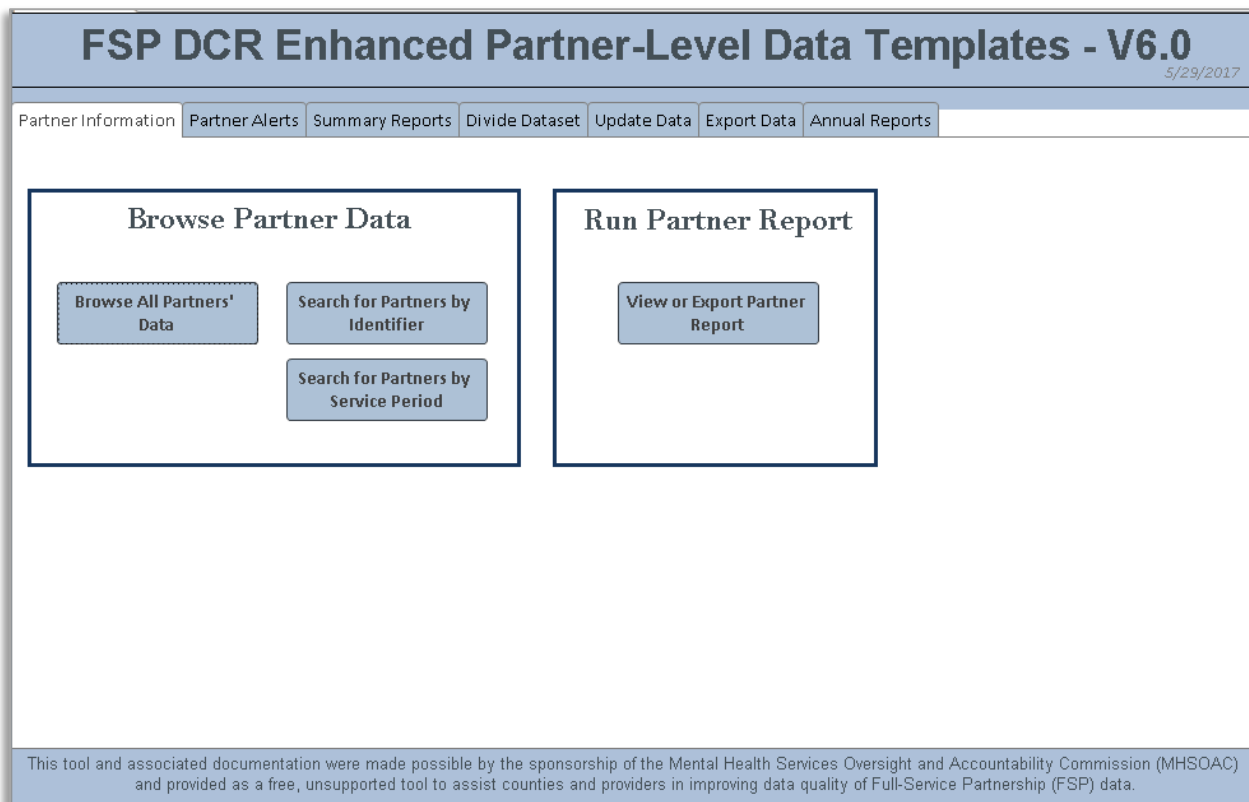 FSP DCR Enhanced Partner-Level Data Templates - V6.0
5/29/2017
Partner Information
Partner Alerts
Summary Reports
Divide Dataset
Update Data
Export Data
Annual Reports
Browse Partner Data
Browse All Partners'
Data
Search for Partners by
Identifier
Search for Partners by
Service Period
Run Partner Report
View or Export Partner
Report
This tool and associated documentation were made possible by the sponsorship of the Mental Health Services Oversight and Accountability Commission (MHSOAC)
and provided as a free, unsupported tool to assist counties and providers in improving data quality of Full-Service Partnership (FSP) data.